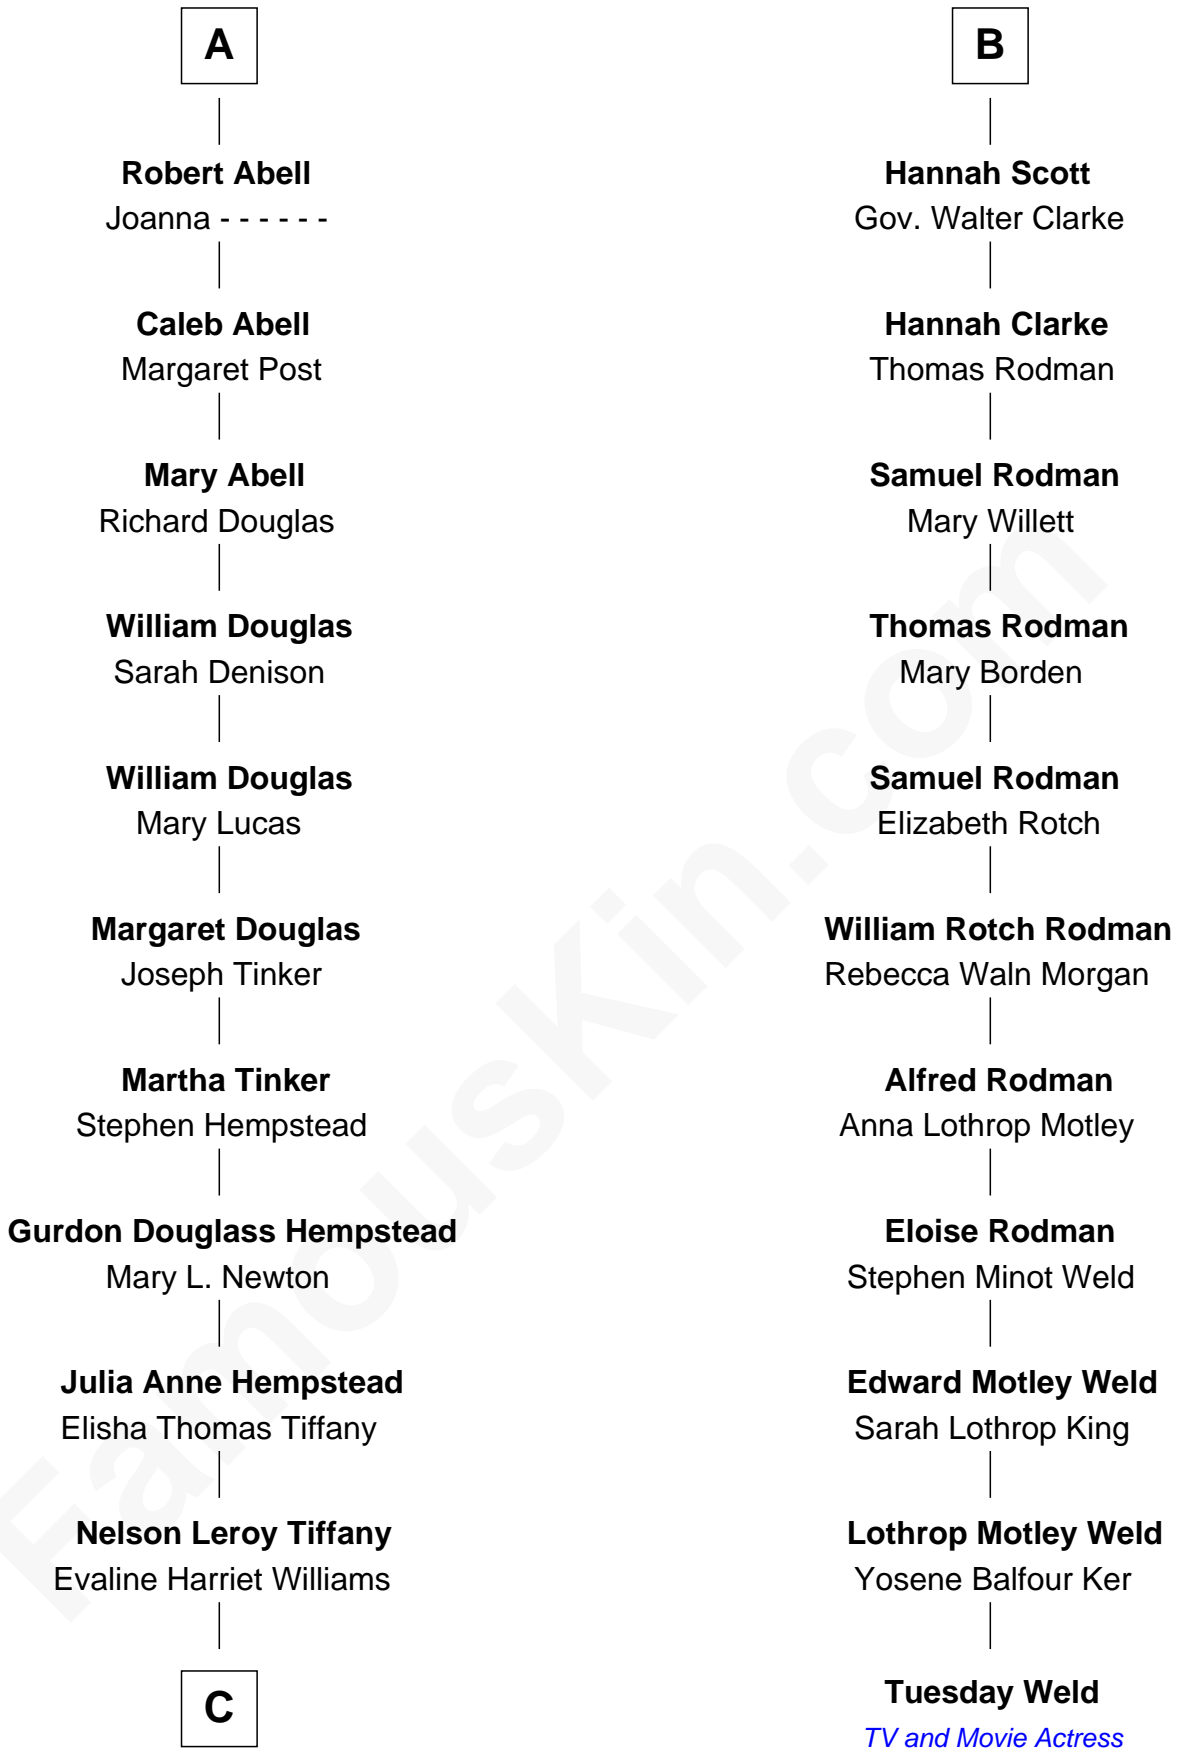 A
Robert Abell
Joanna - - - - - -
Caleb Abell
Margaret Post
Mary Abell
Richard Douglas
William Douglas
Sarah Denison
William Douglas
Mary Lucas
Margaret Douglas
Joseph Tinker
Martha Tinker
Stephen Hempstead
Gurdon Douglass Hempstead
Mary L. Newton
Julia Anne Hempstead
Elisha Thomas Tiffany
Nelson Leroy Tiffany
Evaline Harriet Williams
C
B
Hannah Scott
Gov. Walter Clarke
Hannah Clarke
Thomas Rodman
Samuel Rodman
Mary Willett
Thomas Rodman
Mary Borden
Samuel Rodman
Elizabeth Rotch
William Rotch Rodman
Rebecca Waln Morgan
Alfred Rodman
Anna Lothrop Motley
Eloise Rodman
Stephen Minot Weld
Edward Motley Weld
Sarah Lothrop King
Lothrop Motley Weld
Yosene Balfour Ker
Tuesday Weld
TV and Movie Actress
FamousKin.com